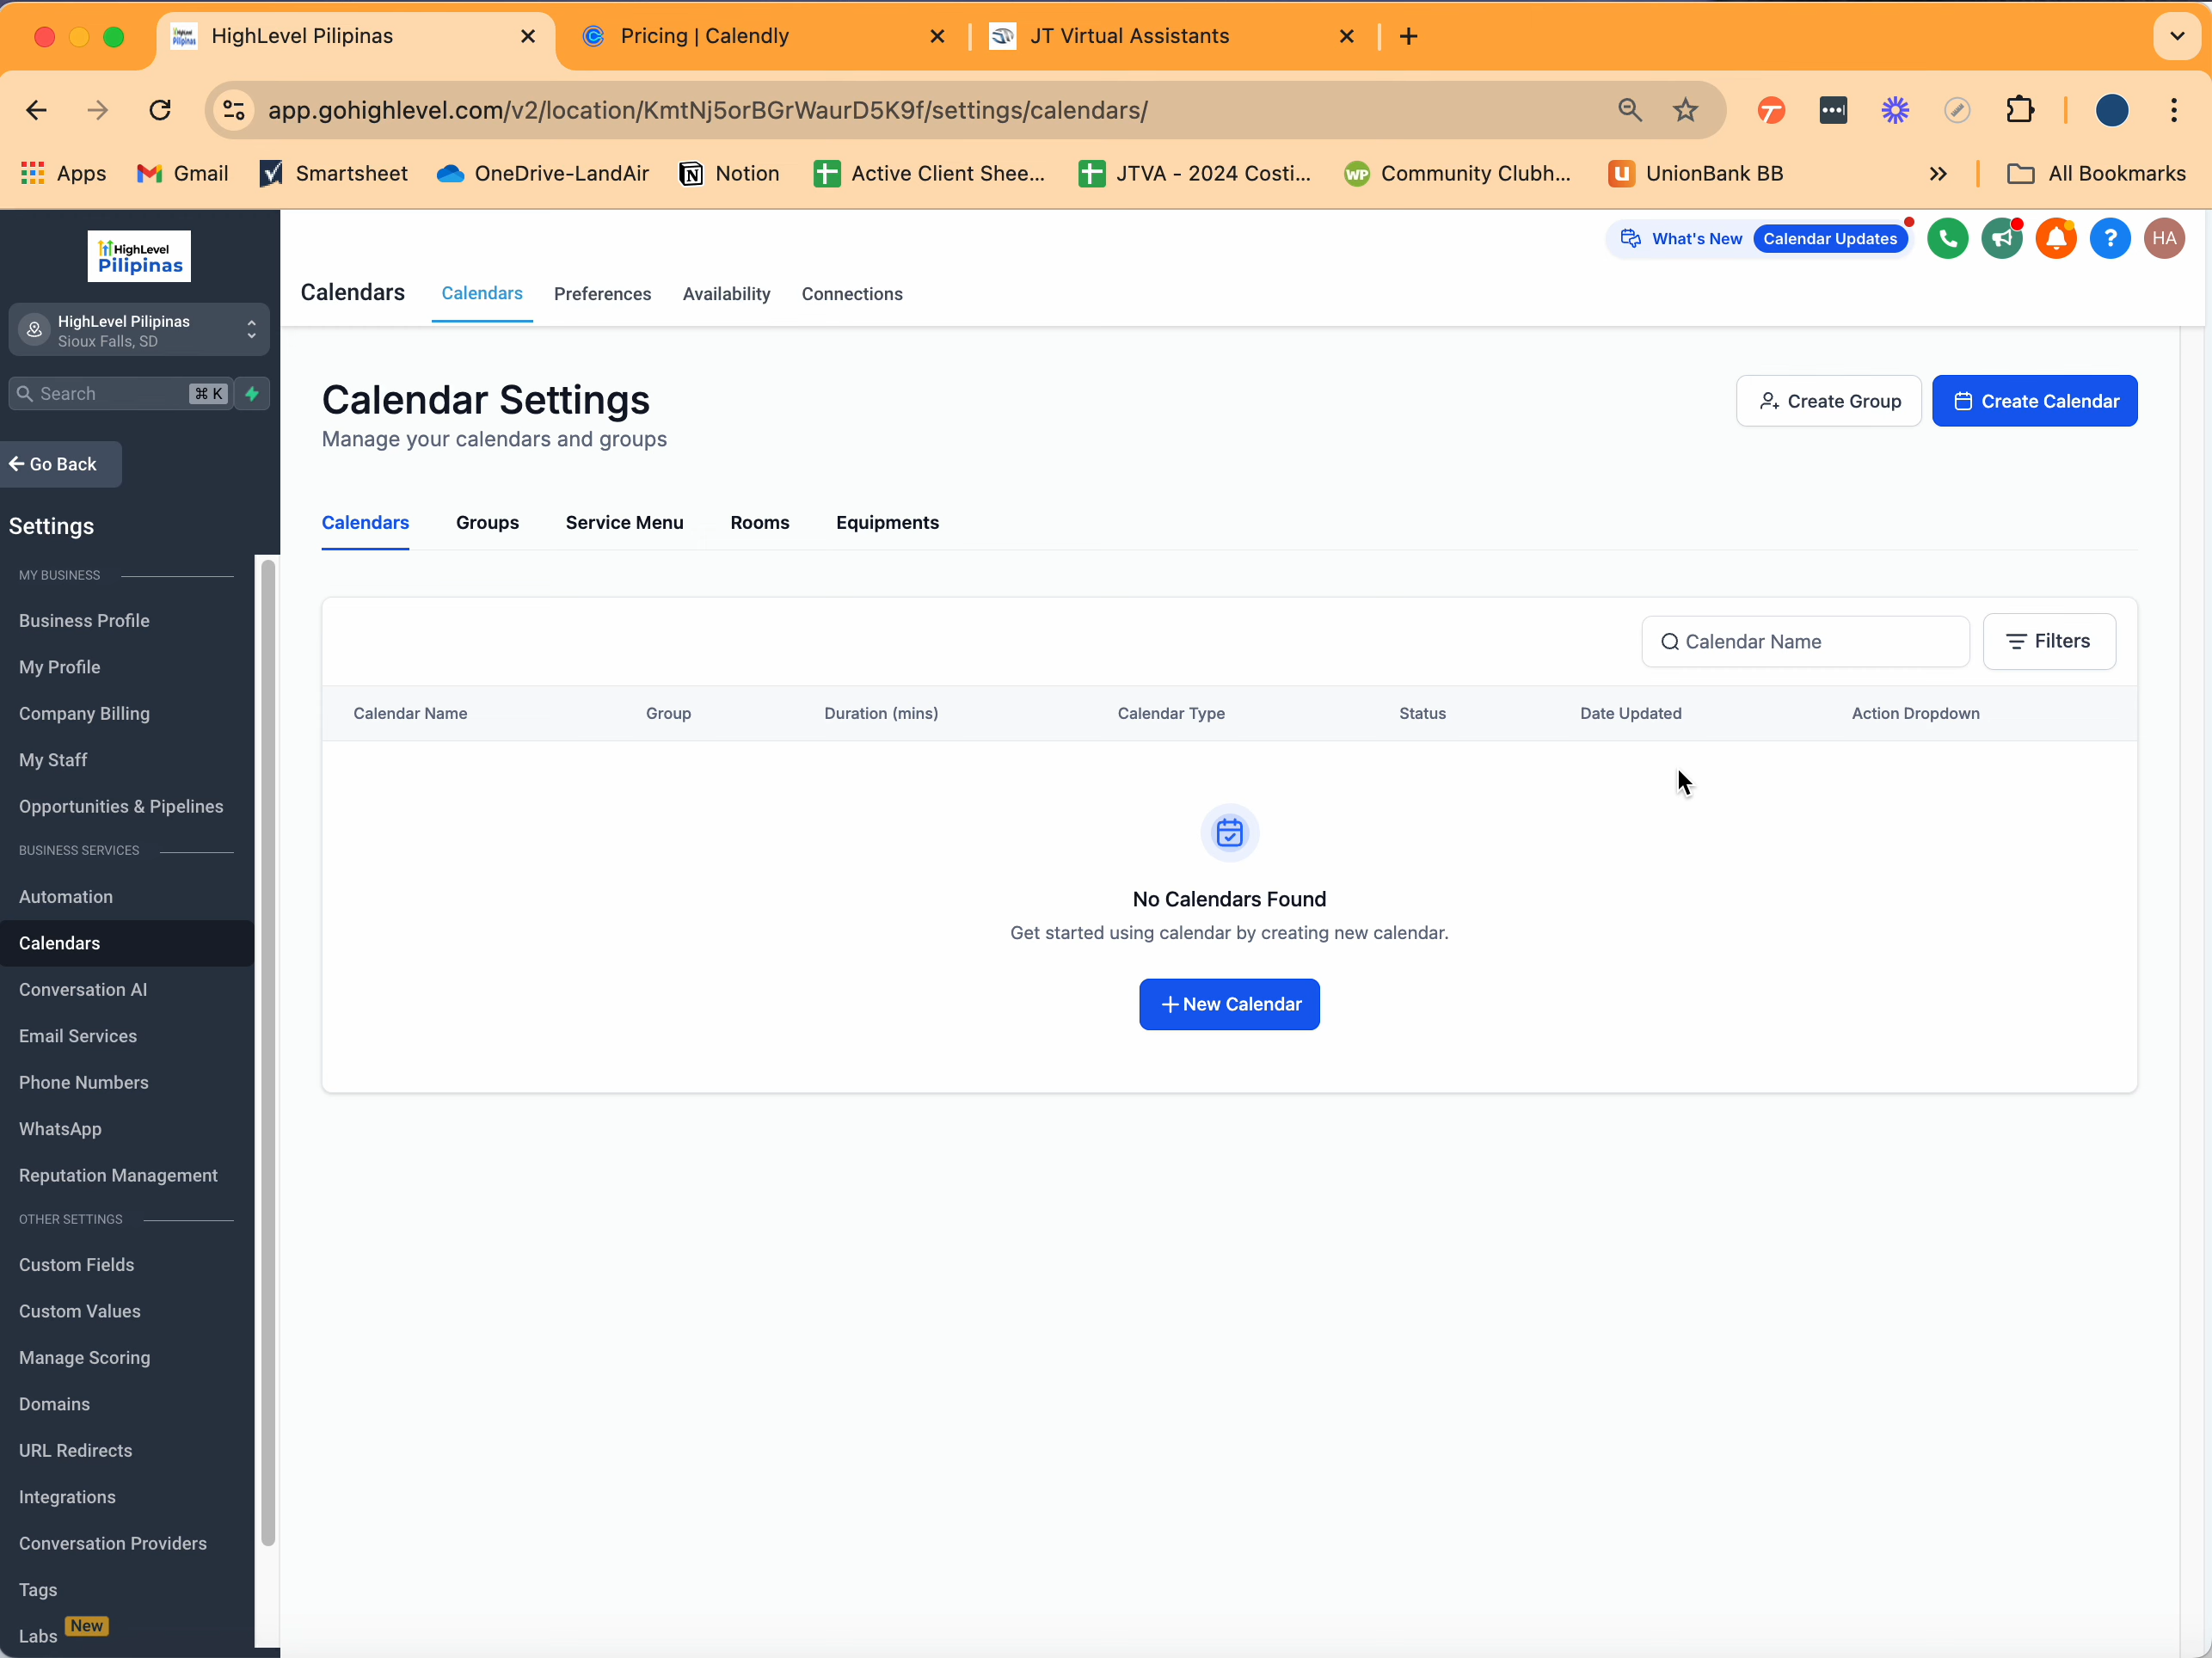 HighLevel Pilipinas
Pricing | Calendly
JT Virtual Assistants
app.gohighlevel.com/v2/location/KmtNj5orBGrWaurD5K9f/settings/calendars/
Apps
Gmail
Smartsheet
OneDrive-LandAir
Notion
Active Client Shee...
JTVA - 2024 Costi...
Community Clubh...
UnionBank BB
All Bookmarks
HighLevel
Pilipinas
What's New
Calendar Updates
HA
Calendars
Calendars
Preferences
Availability
Connections
HighLevel Pilipinas
Sioux Falls, SD
Search
⌘ K
Go Back
Settings
MY BUSINESS
Business Profile
My Profile
Company Billing
My Staff
Opportunities & Pipelines
BUSINESS SERVICES
Automation
Calendars
Conversation AI
Email Services
Phone Numbers
WhatsApp
Reputation Management
OTHER SETTINGS
Custom Fields
Custom Values
Manage Scoring
Domains
URL Redirects
Integrations
Conversation Providers
Tags
Labs New
Calendar Settings
Manage your calendars and groups
Create Group
Create Calendar
Calendars
Groups
Service Menu
Rooms
Equipments
Calendar Name
Filters
Calendar Name
Group
Duration (mins)
Calendar Type
Status
Date Updated
Action Dropdown
No Calendars Found
Get started using calendar by creating new calendar.
+ New Calendar